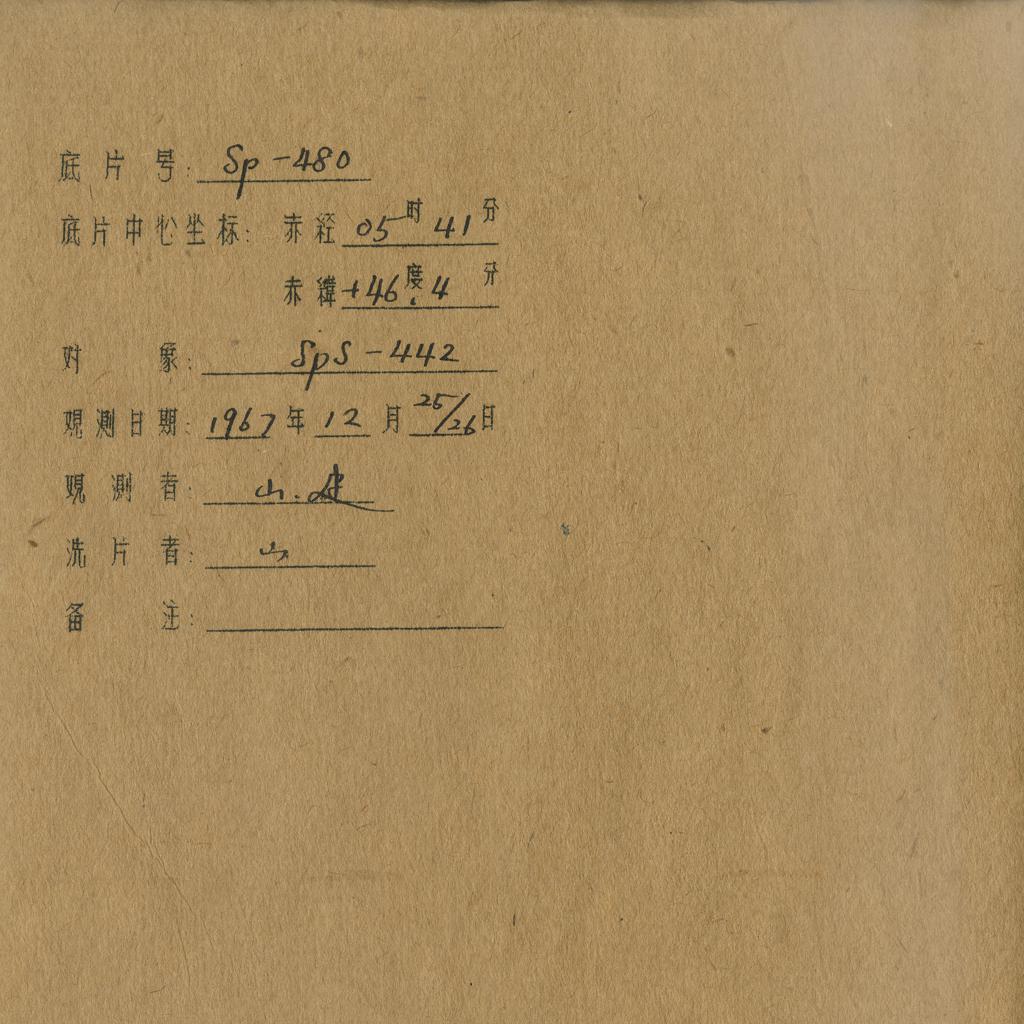 底片号: Sp-480
底片中心坐标: 赤経 05时 41分
赤緯 +46度.4 分
对象: SpS-442
观测日期: 1967年 12月 25/26日
观测者: 山.
洗片者: 山
备注: